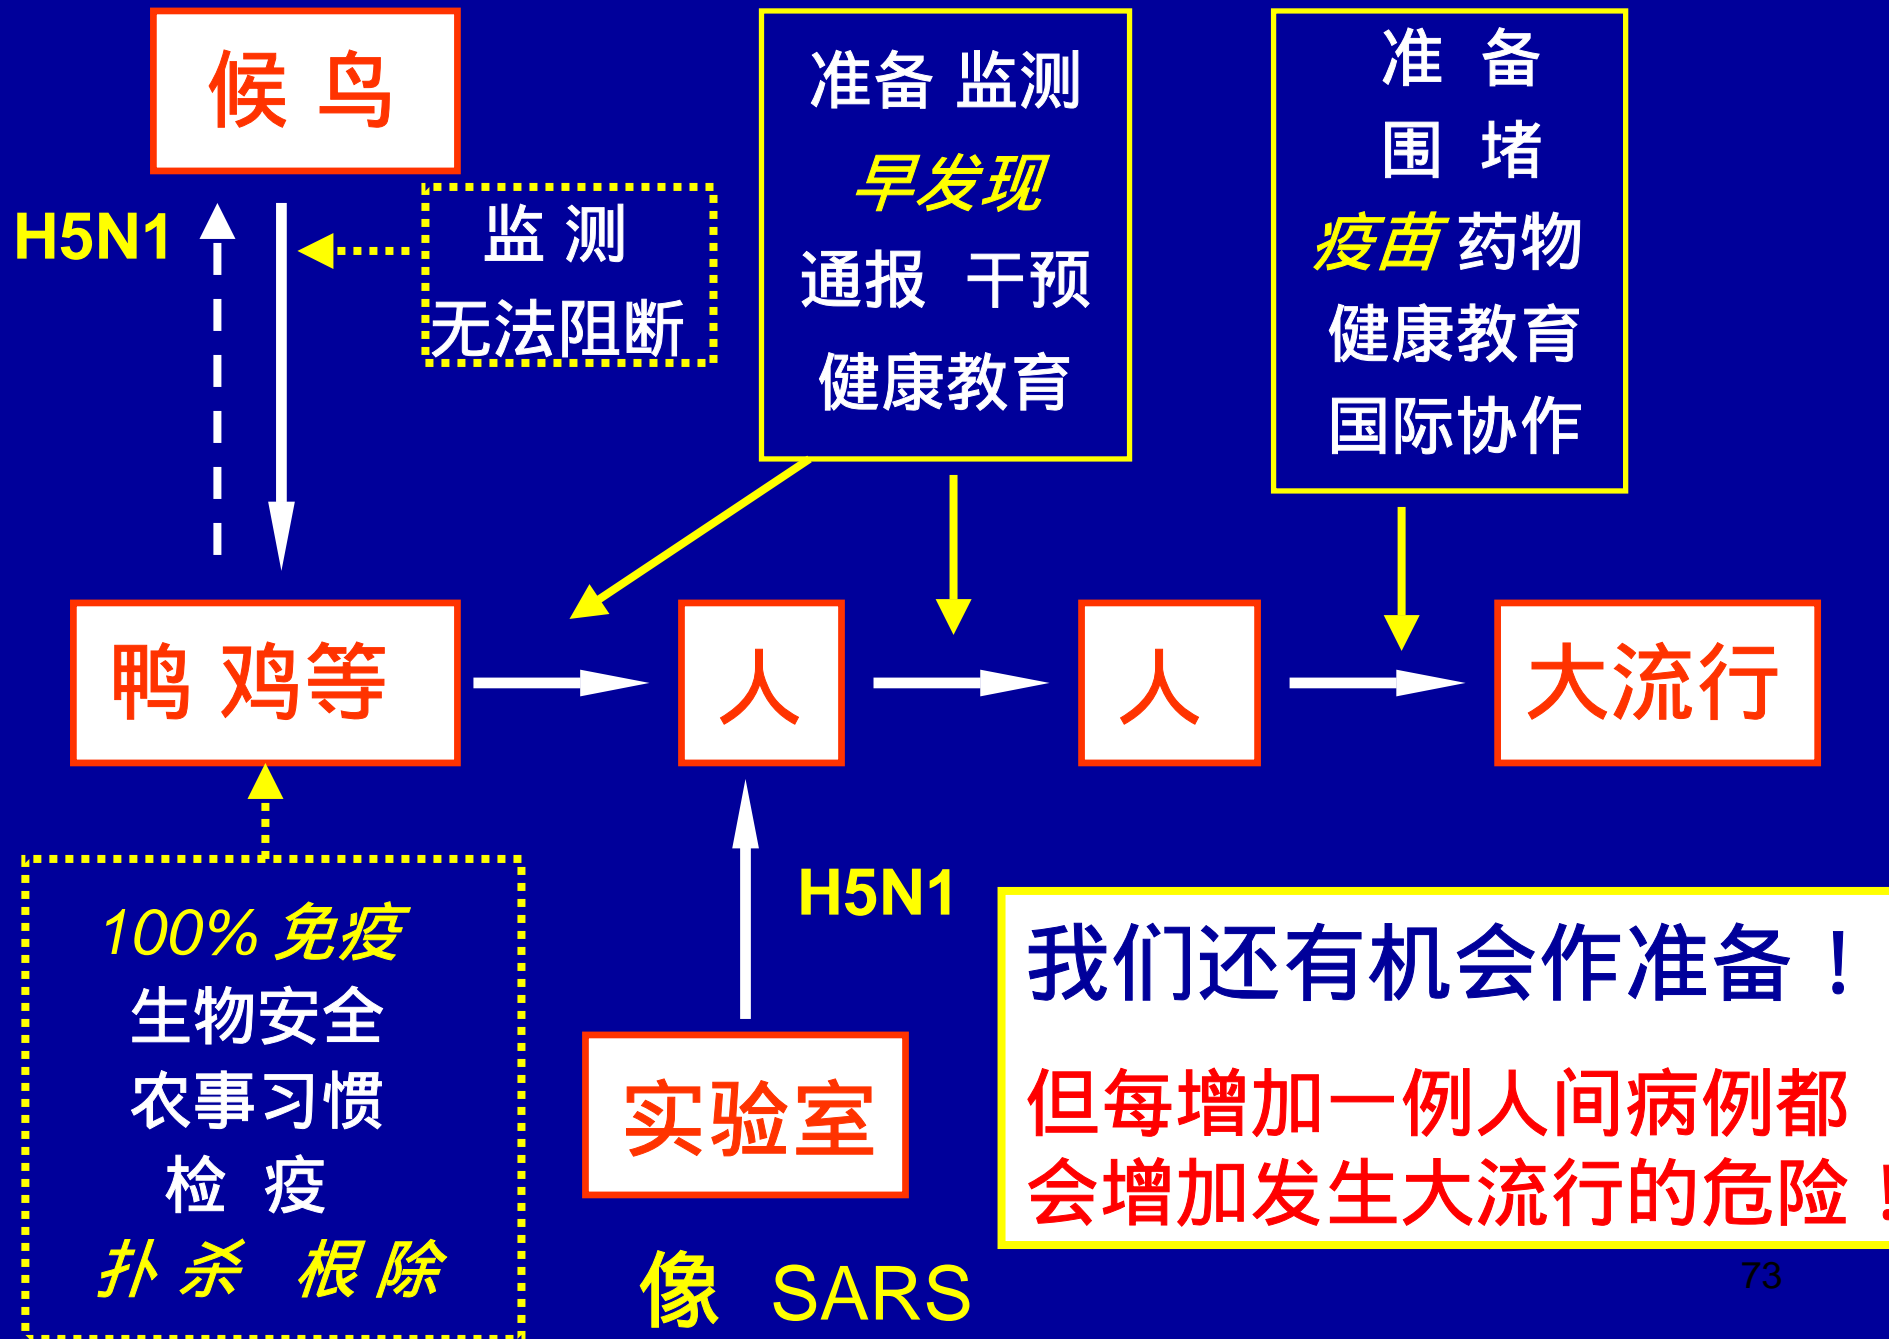 候 鸟
H5N1
监 测
无法阻断
准备 监测
早发现
通报 干预
健康教育
准 备
围 堵
疫苗 药物
健康教育
国际协作
鸭 鸡等
人
人
大流行
100% 免疫
生物安全
农事习惯
检 疫
扑 杀 根 除
H5N1
实验室
像 SARS
我们还有机会作准备！
但每增加一例人间病例都
会增加发生大流行的危险！
73